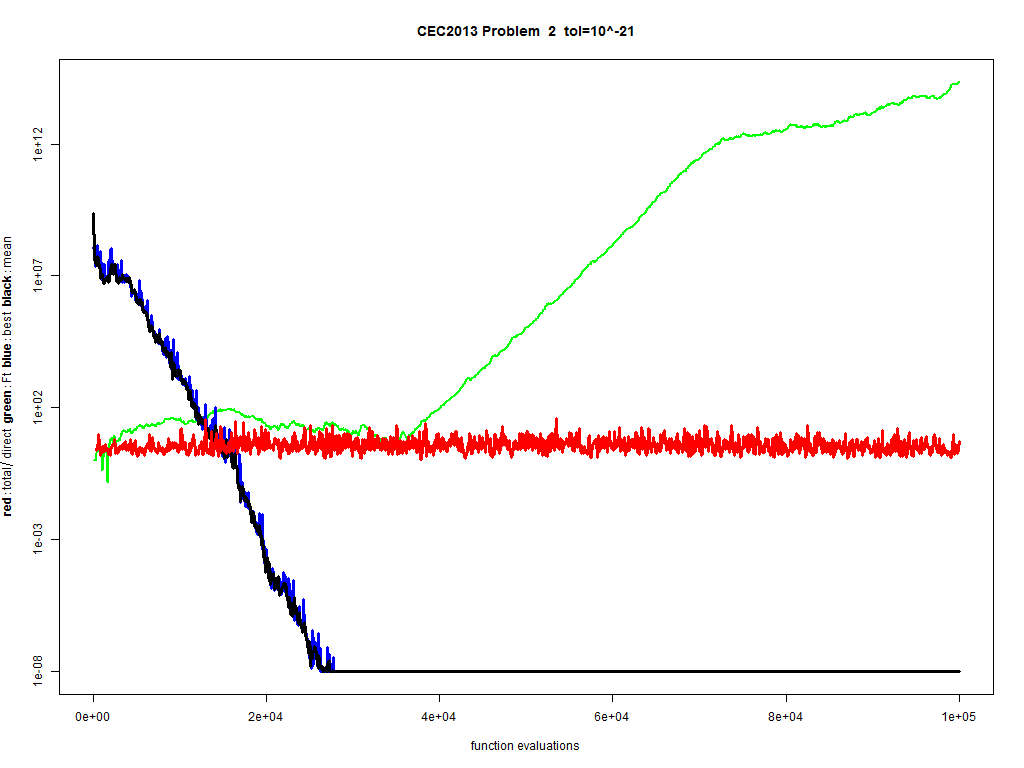 CEC2013 Problem 2 tol=10^-21
red : total/ direct green : Ft blue : best black : mean
1e+12
1e+07
1e+02
1e-03
1e-08
0e+00 2e+04 4e+04 6e+04 8e+04 1e+05
function evaluations